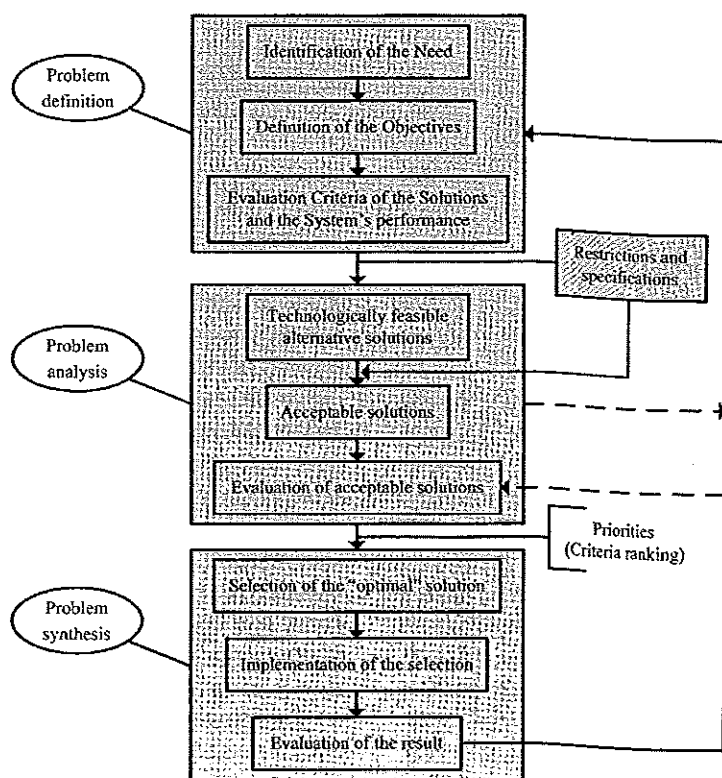 Identification of the Need
Problem
definition
Definition of the Objectives
Evaluation Criteria of the Solutions
and the System's performance
Restrictions and
specifications
Technologically feasible
alternative solutions
Problem
analysis
Acceptable solutions
Evaluation of acceptable solutions
Priorities
(Criteria ranking)
Selection of the "optimal" solution
Problem
synthesis
Implementation of the selection
Evaluation of the result